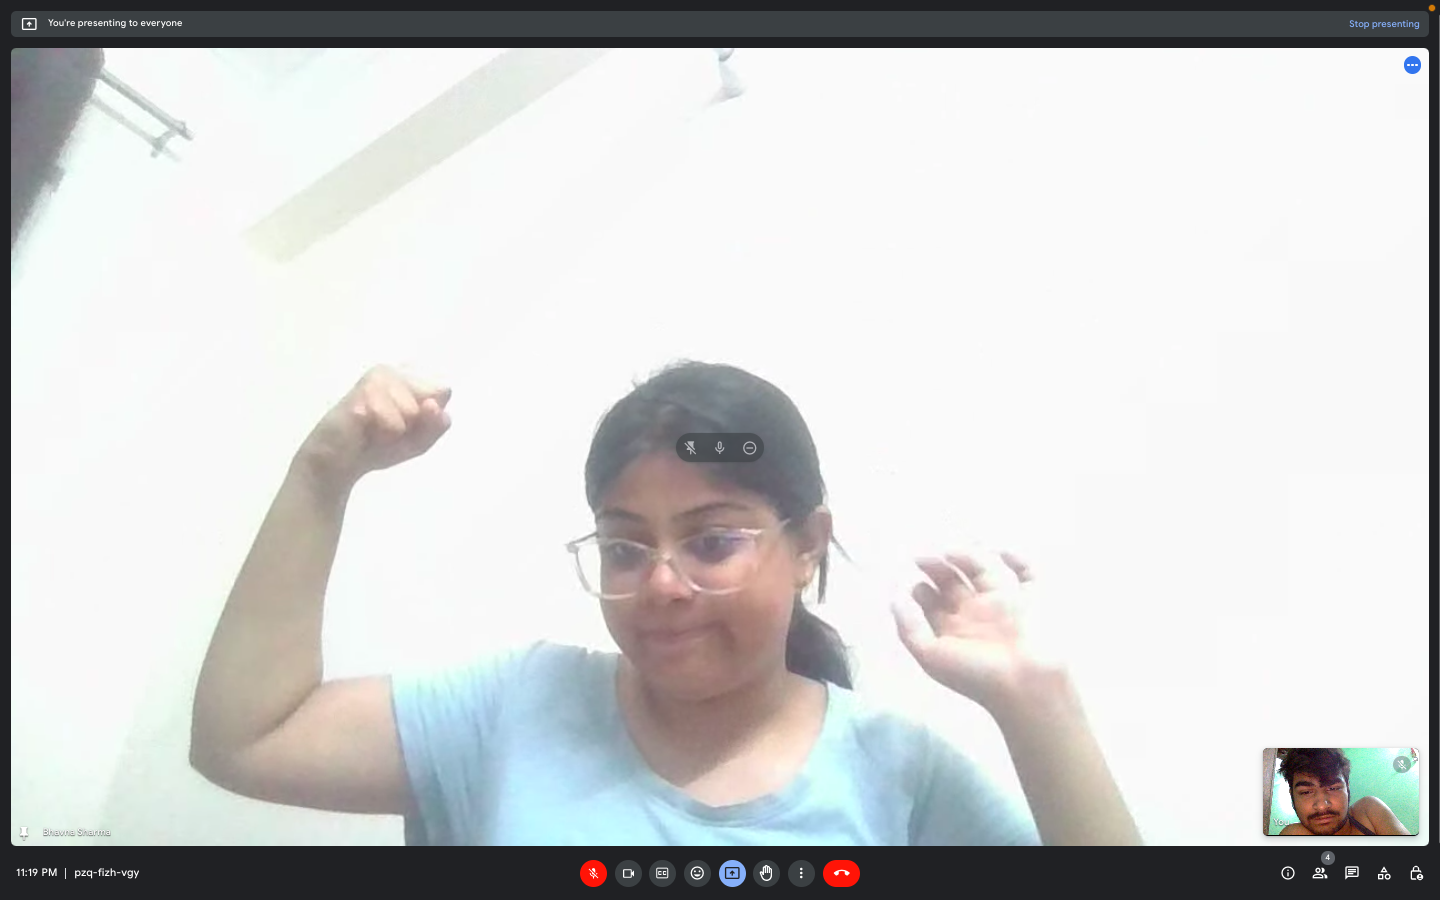 You're presenting to everyone
Stop presenting
Bhavna Sharma
You
11:19 PM | pzq-fizh-vgy
4